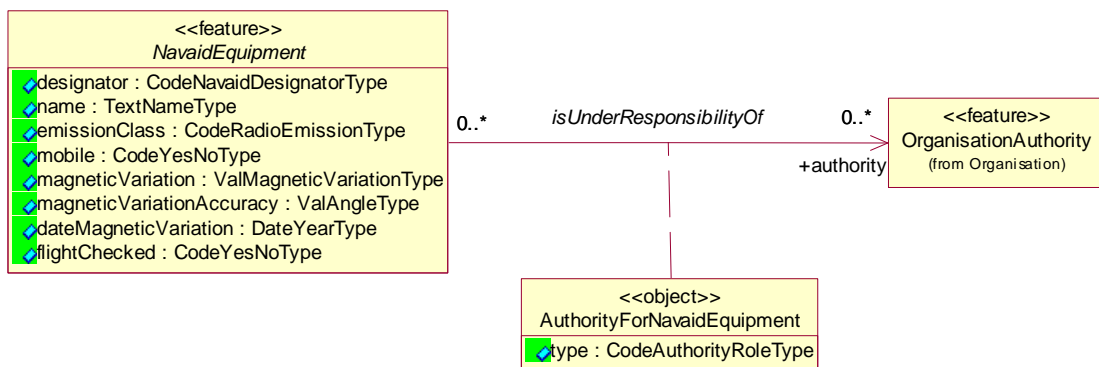 <<feature>>
NavaidEquipment
designator : CodeNavaidDesignatorType
name : TextNameType
emissionClass : CodeRadioEmissionType
mobile : CodeYesNoType
magneticVariation : ValMagneticVariationType
magneticVariationAccuracy : ValAngleType
dateMagneticVariation : DateYearType
flightChecked : CodeYesNoType
0..*
isUnderResponsibilityOf
0..*
+authority
<<feature>>
OrganisationAuthority
(from Organisation)
<<object>>
AuthorityForNavaidEquipment
type : CodeAuthorityRoleType